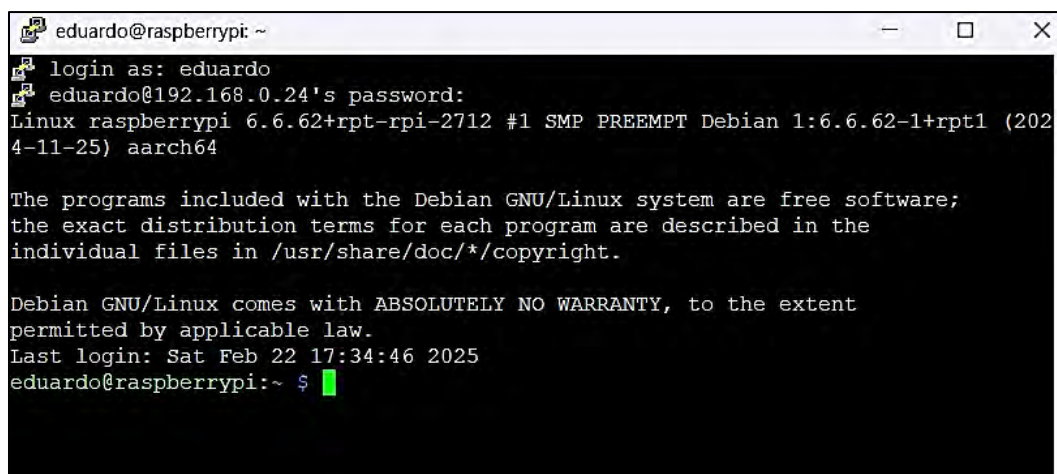 eduardo@raspberrypi: ~
login as: eduardo
eduardo@192.168.0.24's password:
Linux raspberrypi 6.6.62+rpt-rpi-2712 #1 SMP PREEMPT Debian 1:6.6.62-1+rpt1 (202
4-11-25) aarch64
The programs included with the Debian GNU/Linux system are free software;
the exact distribution terms for each program are described in the
individual files in /usr/share/doc/*/copyright.
Debian GNU/Linux comes with ABSOLUTELY NO WARRANTY, to the extent
permitted by applicable law.
Last login: Sat Feb 22 17:34:46 2025
eduardo@raspberrypi:~ $